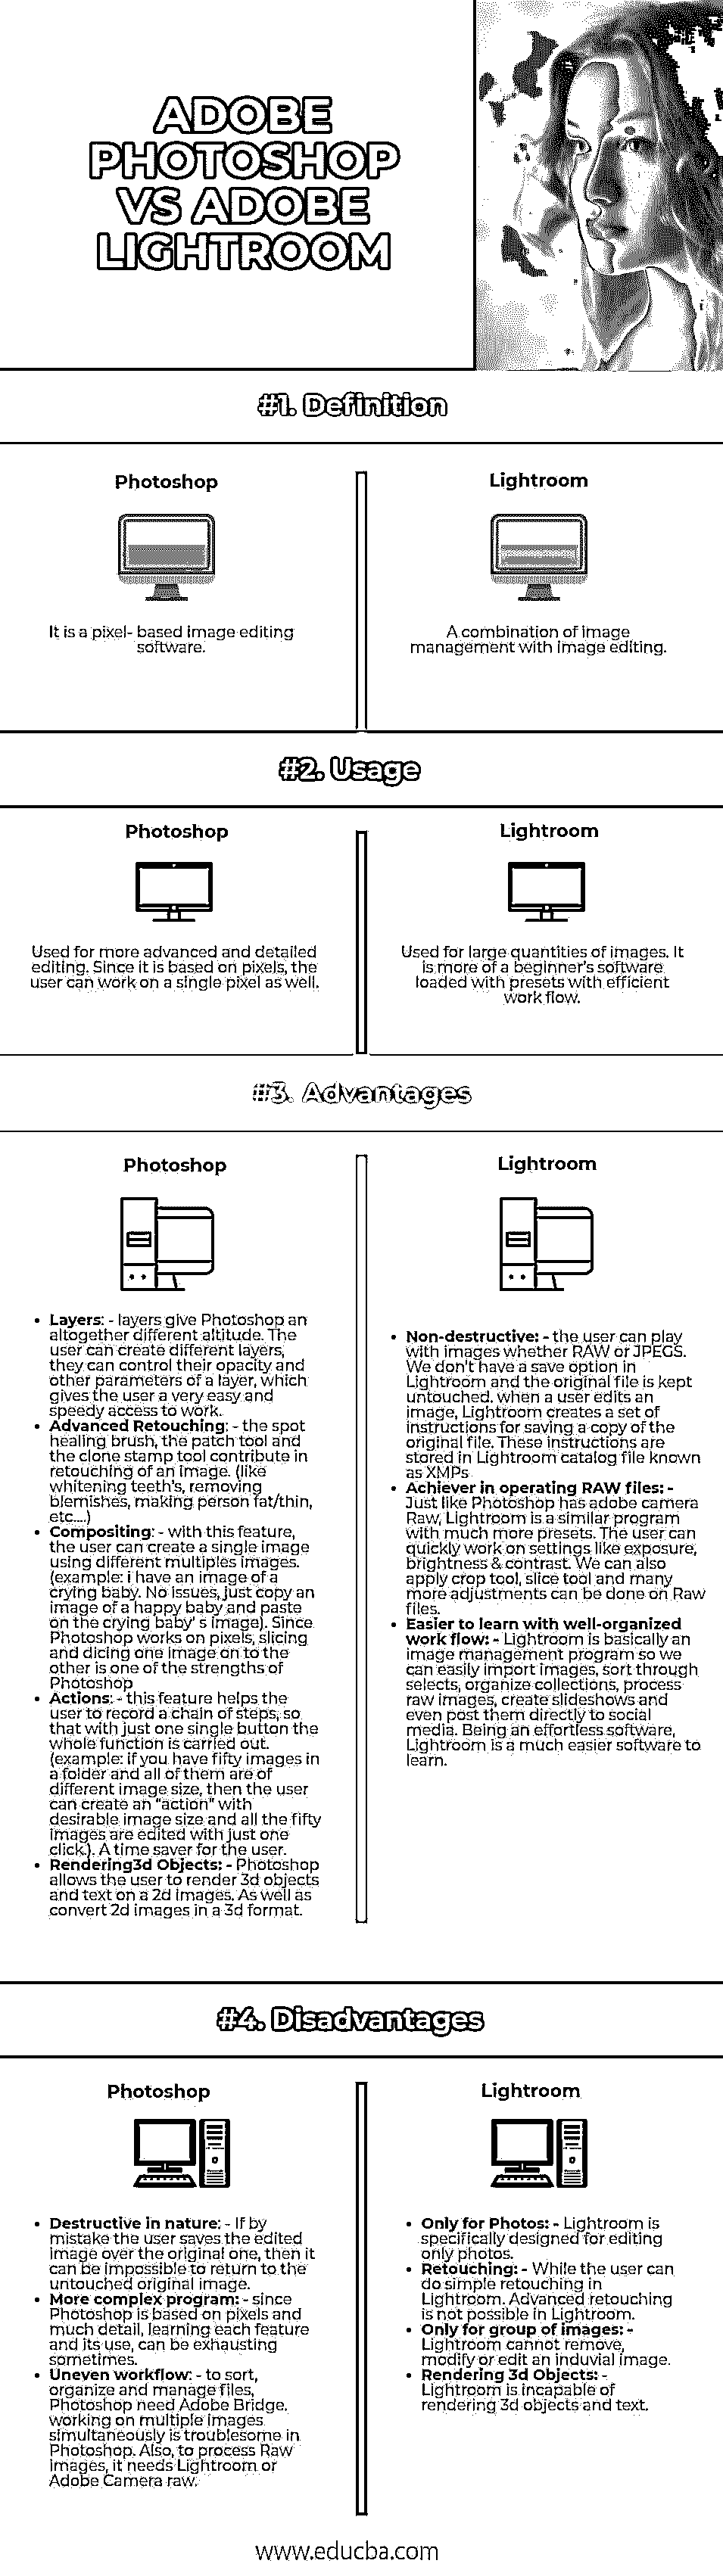 ADOBE
PHOTOSHOP
VS ADOBE
LIGHTROOM
#1. Definition
Photoshop
It is a pixel- based image editing
software.
Lightroom
A combination of image
management with image editing.
#2. Usage
Photoshop
Used for more advanced and detailed
editing. Since it is based on pixels, the
user can work on a single pixel as well.
Lightroom
Used for large quantities of images. It
is more of a beginner's software
loaded with presets with efficient
work flow.
#3. Advantages
Photoshop
• Layers: - layers give Photoshop an
altogether different altitude. The
user can create different layers,
they can control their opacity and
other parameters of a layer, which
gives the user a very easy and
speedy access to work.
• Advanced Retouching: - the spot
healing brush, the patch tool and
the clone stamp tool contribute in
retouching of an image. (like
whitening teeth's, removing
blemishes, making person fat/thin,
etc....)
• Compositing: - with this feature,
the user can create a single image
using different multiples images.
(example: i have an image of a
crying baby. No issues, just copy an
image of a happy baby and paste
on the crying baby' s image). Since
Photoshop works on pixels, slicing
and dicing one image on to the
other is one of the strengths of
Photoshop
• Actions: - this feature helps the
user to record a chain of steps, so
that with just one single button the
whole function is carried out.
(example: if you have fifty images in
a folder and all of them are of
different image size, then the user
can create an "action" with
desirable image size and all the fifty
images are edited with just one
click.). A time saver for the user.
• Rendering3d Objects: - Photoshop
allows the user to render 3d objects
and text on a 2d images. As well as
convert 2d images in a 3d format.
Lightroom
• Non-destructive: - the user can play
with images whether RAW or JPEGS.
We don't have a save option in
Lightroom and the original file is kept
untouched. when a user edits an
image, Lightroom creates a set of
instructions for saving a copy of the
original file. These instructions are
stored in Lightroom catalog file known
as XMPs
• Achiever in operating RAW files: -
Just like Photoshop has adobe camera
Raw, Lightroom is a similar program
with much more presets. The user can
quickly work on settings like exposure,
brightness & contrast. We can also
apply crop tool, slice tool and many
more adjustments can be done on Raw
files.
• Easier to learn with well-organized
work flow: - Lightroom is basically an
image management program so we
can easily import images, sort through
selects, organize collections, process
raw images, create slideshows and
even post them directly to social
media. Being an effortless software,
Lightroom is a much easier software to
learn.
#4. Disadvantages
Photoshop
• Destructive in nature: - If by
mistake the user saves the edited
image over the original one, then it
can be impossible to return to the
untouched original image.
• More complex program: - since
Photoshop is based on pixels and
much detail, learning each feature
and its use, can be exhausting
sometimes.
• Uneven workflow: - to sort,
organize and manage files,
Photoshop need Adobe Bridge.
working on multiple images
simultaneously is troublesome in
Photoshop. Also, to process Raw
images, it needs Lightroom or
Adobe Camera raw.
Lightroom
• Only for Photos: - Lightroom is
specifically designed for editing
only photos.
• Retouching: - While the user can
do simple retouching in
Lightroom. Advanced retouching
is not possible in Lightroom.
• Only for group of images: -
Lightroom cannot remove,
modify or edit an induvial image.
• Rendering 3d Objects: -
Lightroom is incapable of
rendering 3d objects and text.
www.educba.com